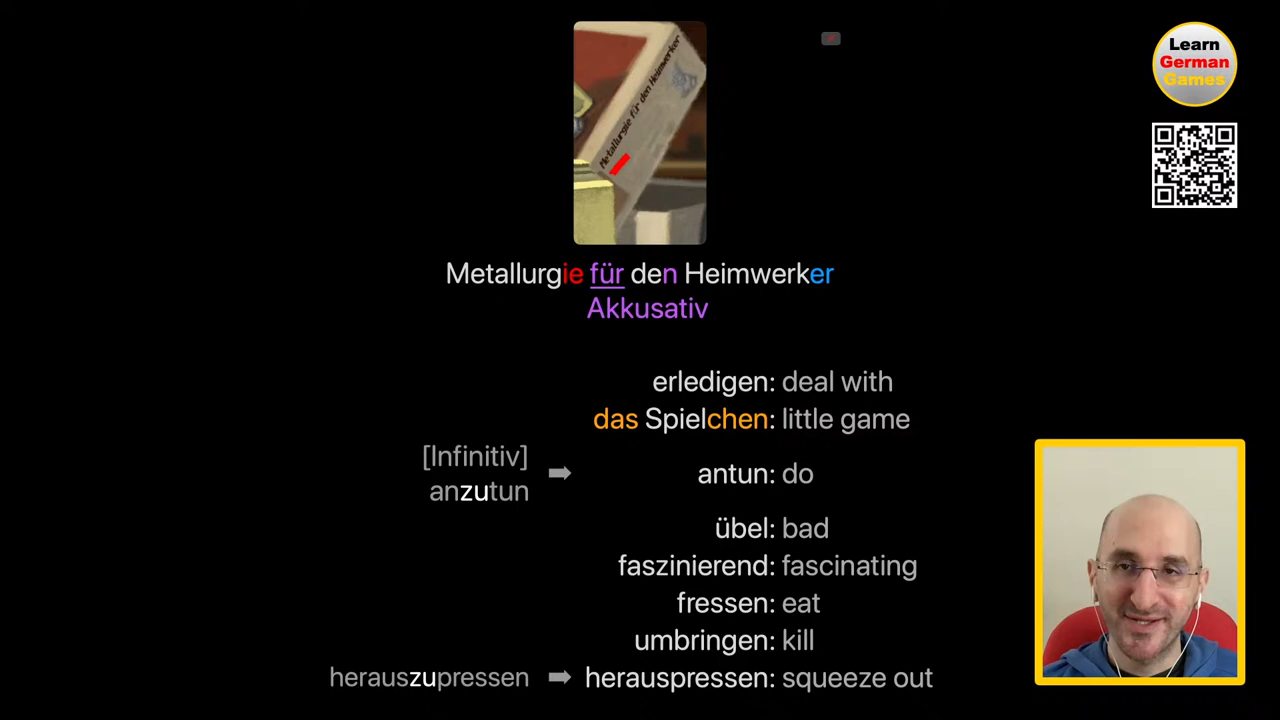 Learn
German
Games
Metallurgie für den Heimwerker
Metallurgie für den Heimwerker
Akkusativ
erledigen: deal with
das Spielchen: little game
[Infinitiv]
anzutun ➡ antun: do
übel: bad
faszinierend: fascinating
fressen: eat
umbringen: kill
herauszupressen ➡ herauspressen: squeeze out